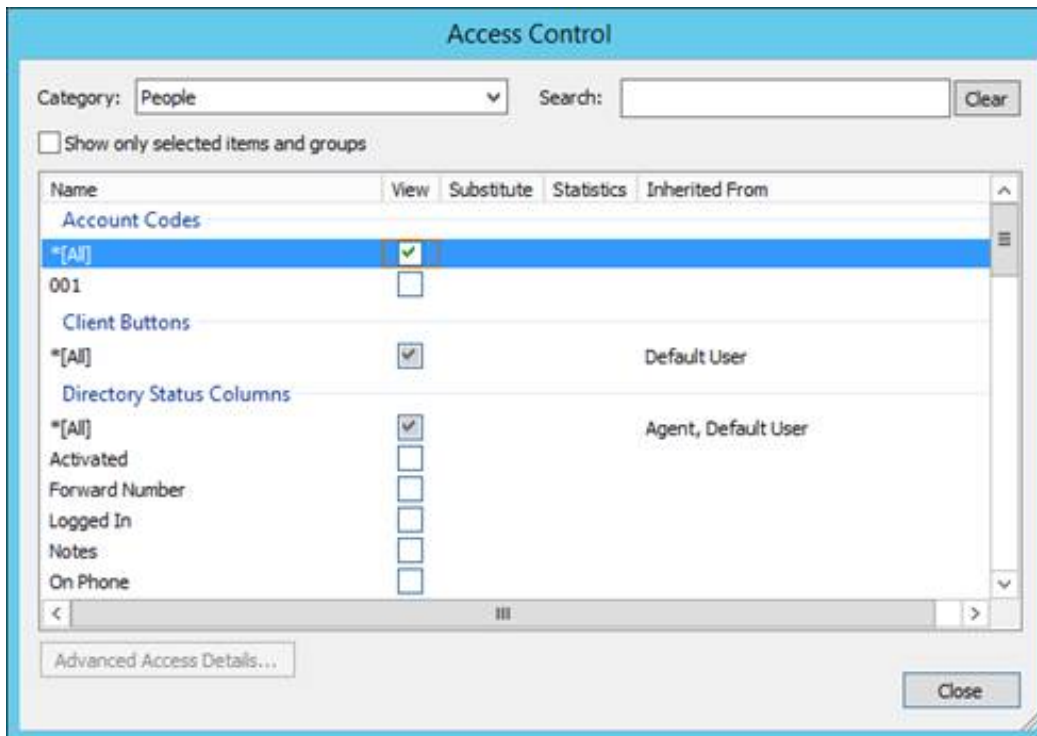 Access Control
Category: People Search: Clear
Show only selected items and groups
Name View Substitute Statistics Inherited From
Account Codes
*[All]
001
Client Buttons
*[All] Default User
Directory Status Columns
*[All] Agent, Default User
Activated
Forward Number
Logged In
Notes
On Phone
Advanced Access Details...
Close